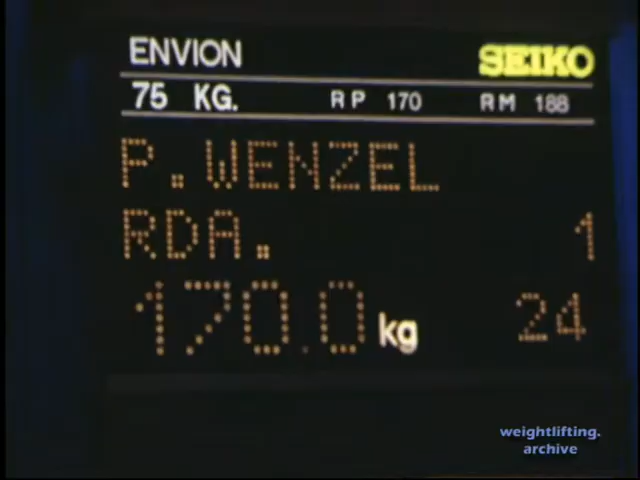 ENVION SEIKO
75 KG. RP 170 RM 188
P.WENZEL
RDA. 1
170.0 kg 24
weightlifting.
archive